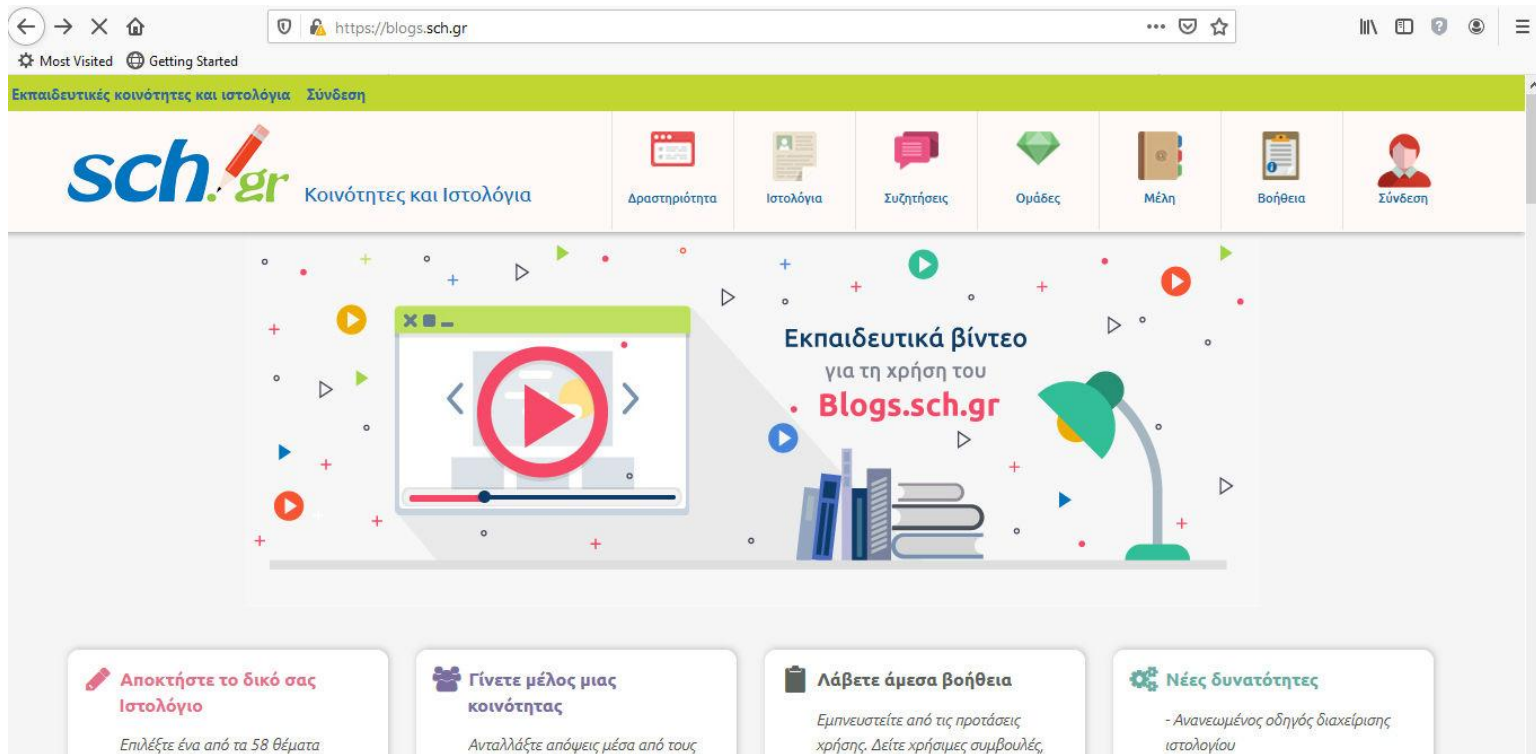 https://blogs.sch.gr
Most Visited Getting Started
Εκπαιδευτικές κοινότητες και ιστολόγια Σύνδεση
sch.gr Κοινότητες και Ιστολόγια
Δραστηριότητα Ιστολόγια Συζητήσεις Ομάδες Μέλη Βοήθεια Σύνδεση
Εκπαιδευτικά βίντεο
για τη χρήση του
Blogs.sch.gr
Αποκτήστε το δικό σας
Ιστολόγιο
Επιλέξτε ένα από τα 58 θέματα
Γίνετε μέλος μιας
κοινότητας
Ανταλλάξτε απόψεις μέσα από τους
Λάβετε άμεσα βοήθεια
Εμπνευστείτε από τις προτάσεις
χρήσης. Δείτε χρήσιμες συμβουλές,
Νέες δυνατότητες
- Ανανεωμένος οδηγός διαχείρισης
ιστολογίου